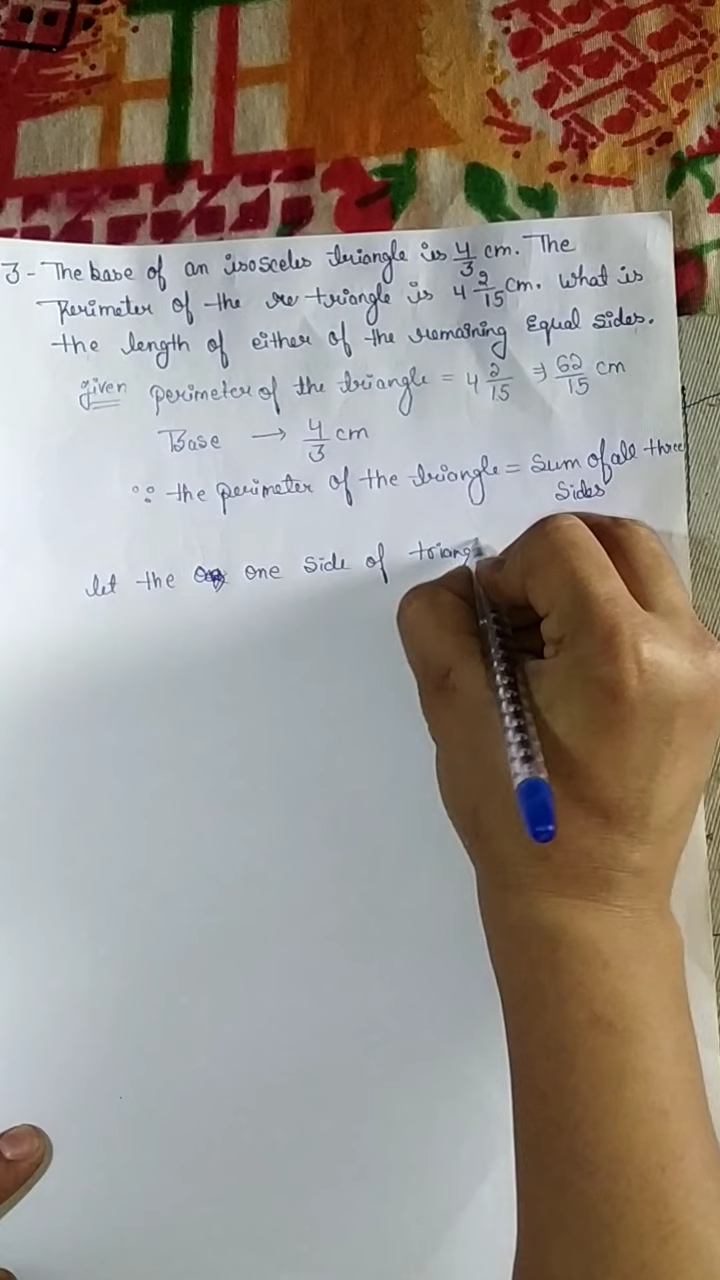 3- The base of an isosceles triangle is 4/3 cm. The
Perimeter of the re triangle is 4 2/15 cm. What is
the length of either of the remaining Equal sides.
given perimeter of the triangle = 4 2/15 ⇒ 62/15 cm
Base → 4/3 cm
∵ the perimeter of the triangle = Sum of all three
Sides
let the one side of triang